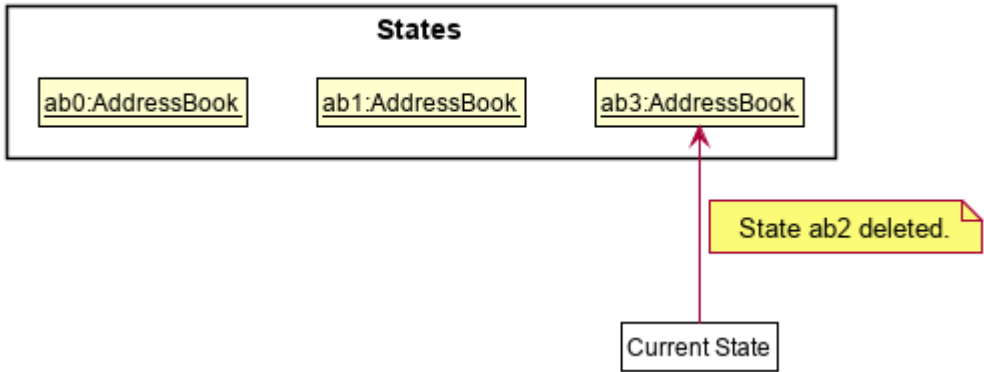 States
ab0:AddressBook
ab1:AddressBook
ab3:AddressBook
State ab2 deleted.
Current State